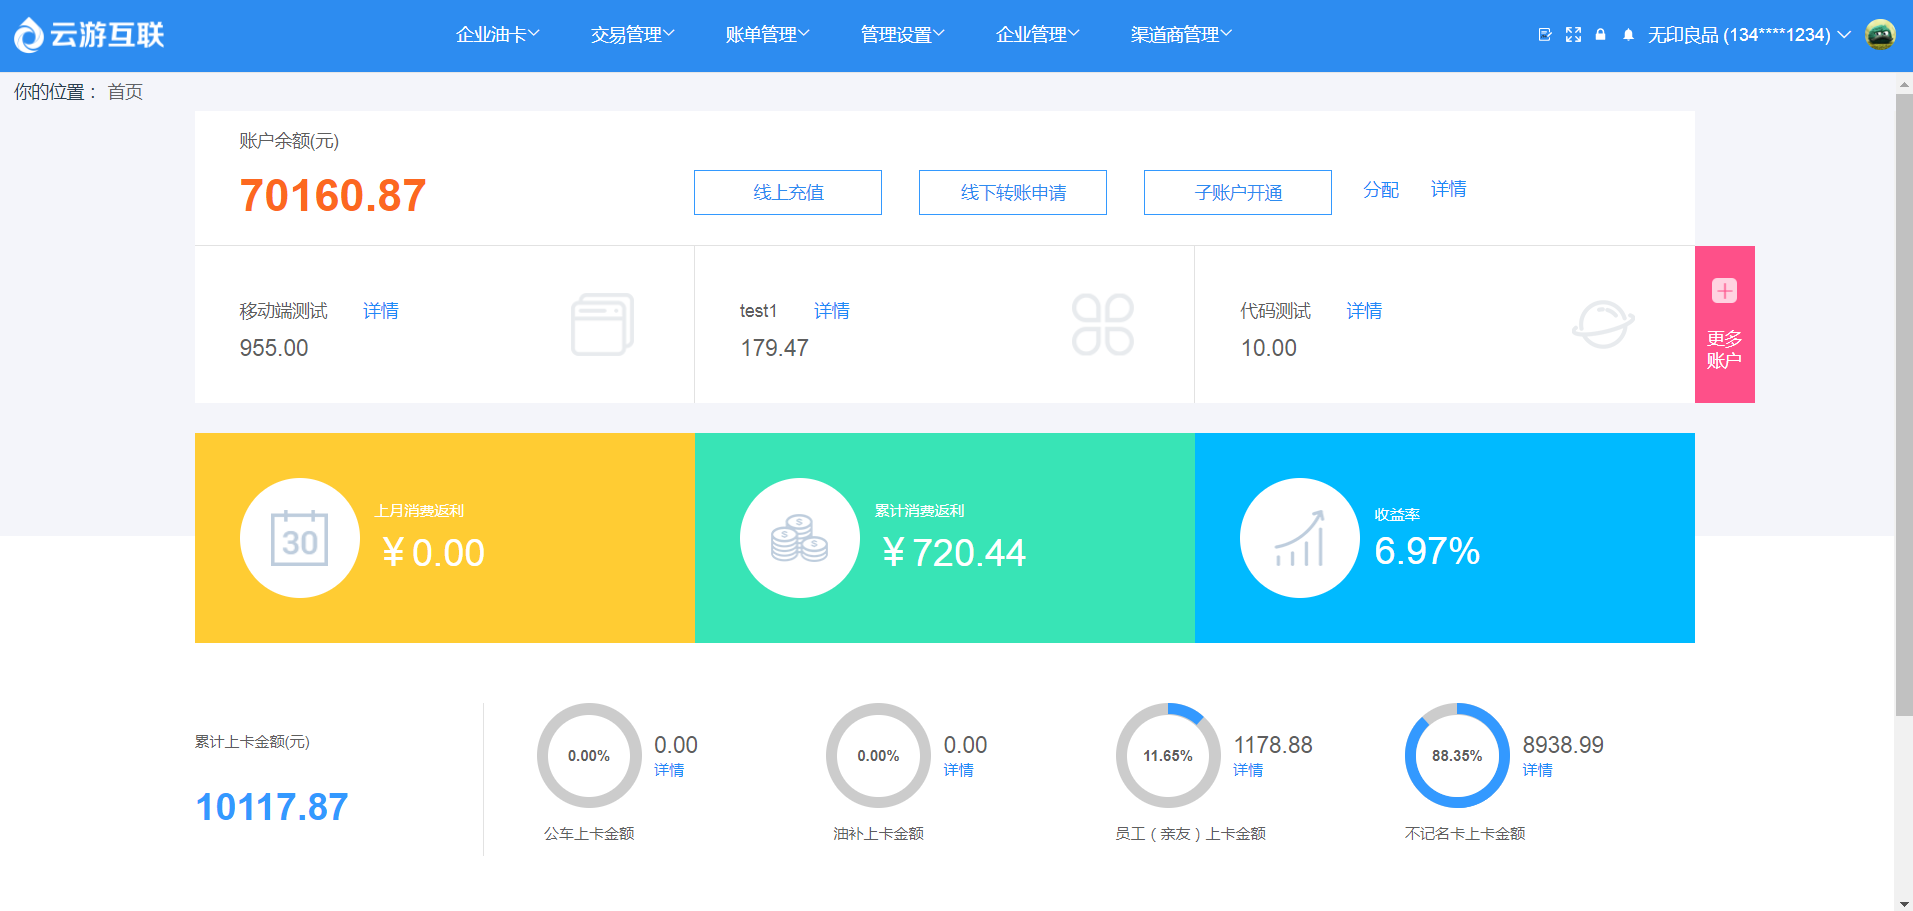 云游互联
企业油卡 交易管理 账单管理 管理设置 企业管理 渠道商管理 无印良品 (134****1234)
你的位置： 首页
账户余额(元)
70160.87 线上充值 线下转账申请 子账户开通 分配 详情
移动端测试 详情 test1 详情 代码测试 详情
955.00 179.47 10.00
更多
账户
30 上月消费返利 累计消费返利 收益率
￥0.00 ￥720.44 6.97%
累计上卡金额(元)
10117.87
0.00% 0.00 详情
公车上卡金额
0.00% 0.00 详情
油补上卡金额
11.65% 1178.88 详情
员工（亲友）上卡金额
88.35% 8938.99 详情
不记名卡上卡金额